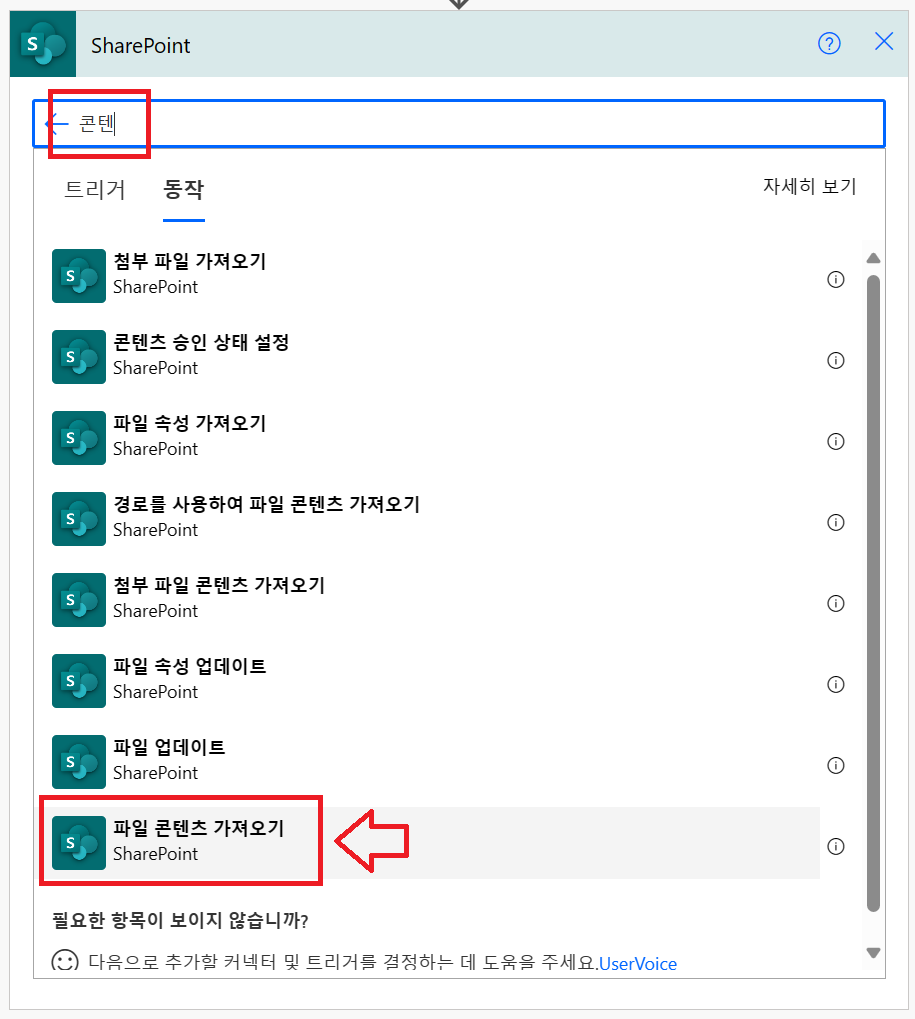 SharePoint
콘텐
트리거 동작 자세히 보기
첨부 파일 가져오기
SharePoint
콘텐츠 승인 상태 설정
SharePoint
파일 속성 가져오기
SharePoint
경로를 사용하여 파일 콘텐츠 가져오기
SharePoint
첨부 파일 콘텐츠 가져오기
SharePoint
파일 속성 업데이트
SharePoint
파일 업데이트
SharePoint
파일 콘텐츠 가져오기
SharePoint
필요한 항목이 보이지 않습니까?
다음으로 추가할 커넥터 및 트리거를 결정하는 데 도움을 주세요.UserVoice